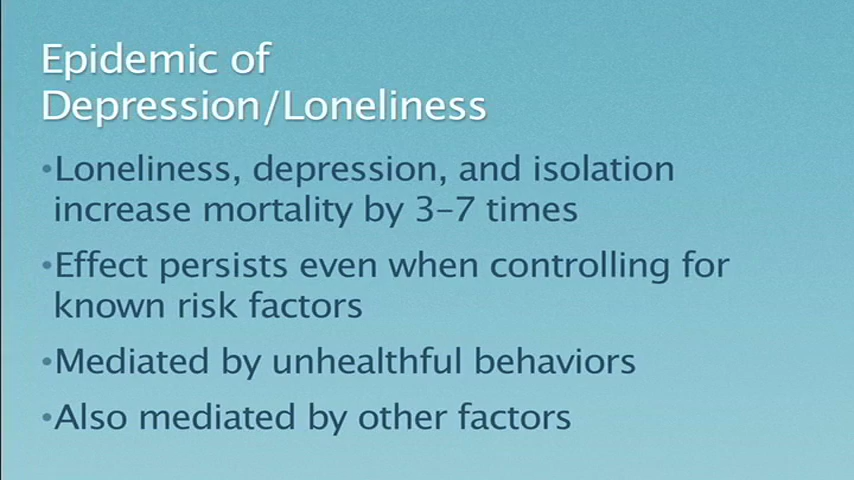 Epidemic of
Depression/Loneliness
•Loneliness, depression, and isolation
increase mortality by 3–7 times
•Effect persists even when controlling for
known risk factors
•Mediated by unhealthful behaviors
•Also mediated by other factors